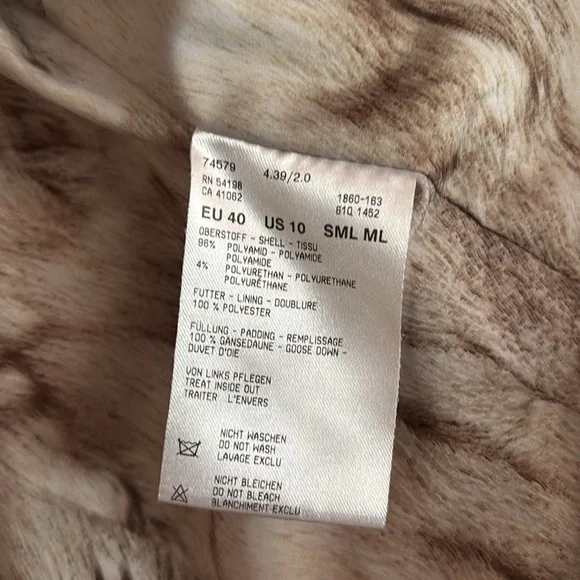 74579 4.39/2.0
RN 54198 1860-163
CA 41062 61Q 1452
EU 40 US 10 SML ML
OBERSTOFF - SHELL - TISSU
96% POLYAMID - POLYAMIDE
POLYAMIDE
4% POLYURETHAN - POLYURETHANE
POLYURÉTHANE
FUTTER - LINING - DOUBLURE
100 % POLYESTER
FÜLLUNG - PADDING - REMPLISSAGE
100 % GANSEDAUNE - GOOSE DOWN -
DUVET D'OIE
VON LINKS PFLEGEN
TREAT INSIDE OUT
TRAITER L'ENVERS
NICHT WASCHEN
DO NOT WASH
LAVAGE EXCLU
NICHT BLEICHEN
DO NOT BLEACH
BLANCHIMENT EXCLU